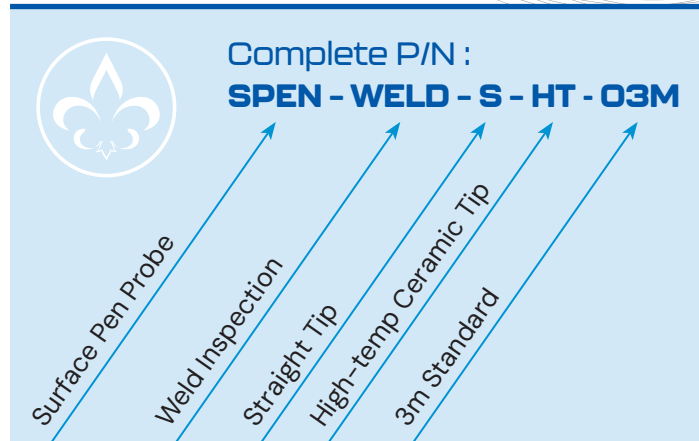 Complete P/N :
SPEN - WELD - S - HT - 03M
Surface Pen Probe
Weld Inspection
Straight Tip
High-temp Ceramic Tip
3m Standard